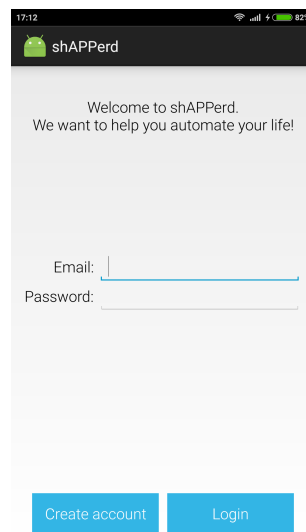 17:12 82%
shAPPerd
Welcome to shAPPerd.
We want to help you automate your life!
Email:
Password:
Create account Login